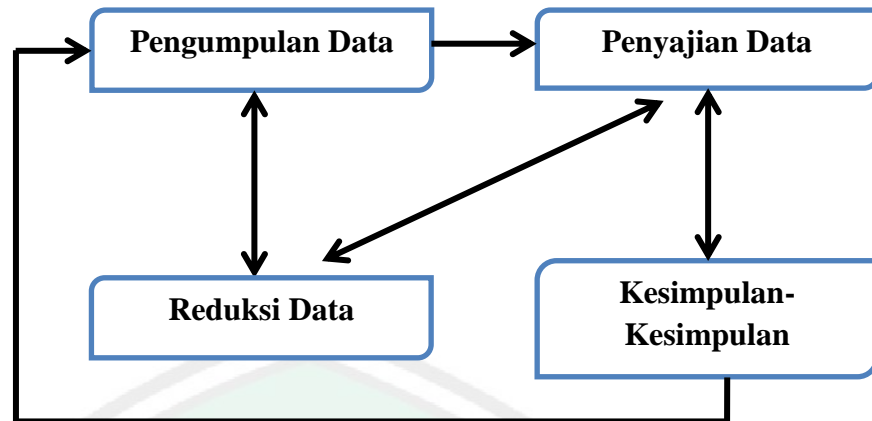 Pengumpulan Data
Penyajian Data
Reduksi Data
Kesimpulan-
Kesimpulan